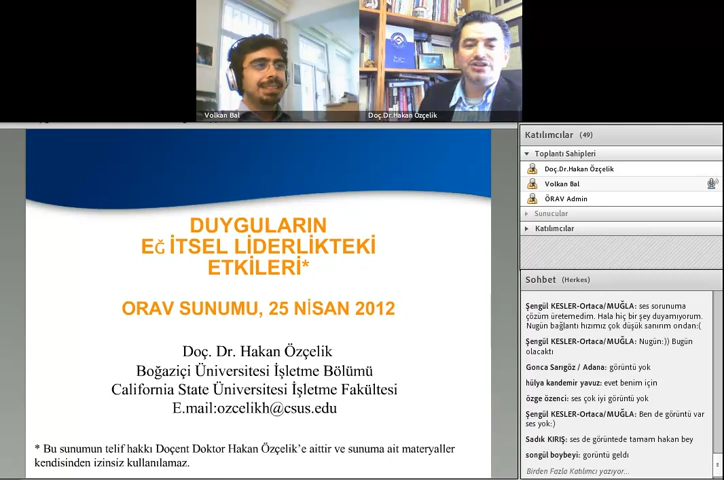 Volkan Bal
Doç.Dr.Hakan Özçelik
DUYGULARIN
EĞİTSEL LİDERLİKTEKİ
ETKİLERİ*
ORAV SUNUMU, 25 NİSAN 2012
Doç. Dr. Hakan Özçelik
Boğaziçi Üniversitesi İşletme Bölümü
California State Üniversitesi İşletme Fakültesi
E.mail:ozcelikh@csus.edu
* Bu sunumun telif hakkı Doçent Doktor Hakan Özçelik'e aittir ve sunuma ait materyaller
kendisinden izinsiz kullanılamaz.
Katılımcılar (49)
Toplantı Sahipleri
Doç.Dr.Hakan Özçelik
Volkan Bal
ÖRAV Admin
Sunucular
Katılımcılar
Sohbet (Herkes)
Şengül KESLER-Ortaca/MUĞLA: ses sorunuma
çözüm üretemedim. Hala hiç bir şey duyamıyorum.
Nugün bağlantı hızımız çok düşük sanırım ondan:(
Şengül KESLER-Ortaca/MUĞLA: Nugün:)) Bugün
olacaktı
Gonca Sarıgöz / Adana: görüntü yok
hülya kandemir yavuz: evet benim için
özge özenci: ses çok iyi görüntü yok
Şengül KESLER-Ortaca/MUĞLA: Ben de görüntü var
ses yok:)
Sadık KIRIŞ: ses de görüntede tamam hakan bey
songül boybeyi: goruntü geldı
Birden Fazla Katılımcı yazıyor...